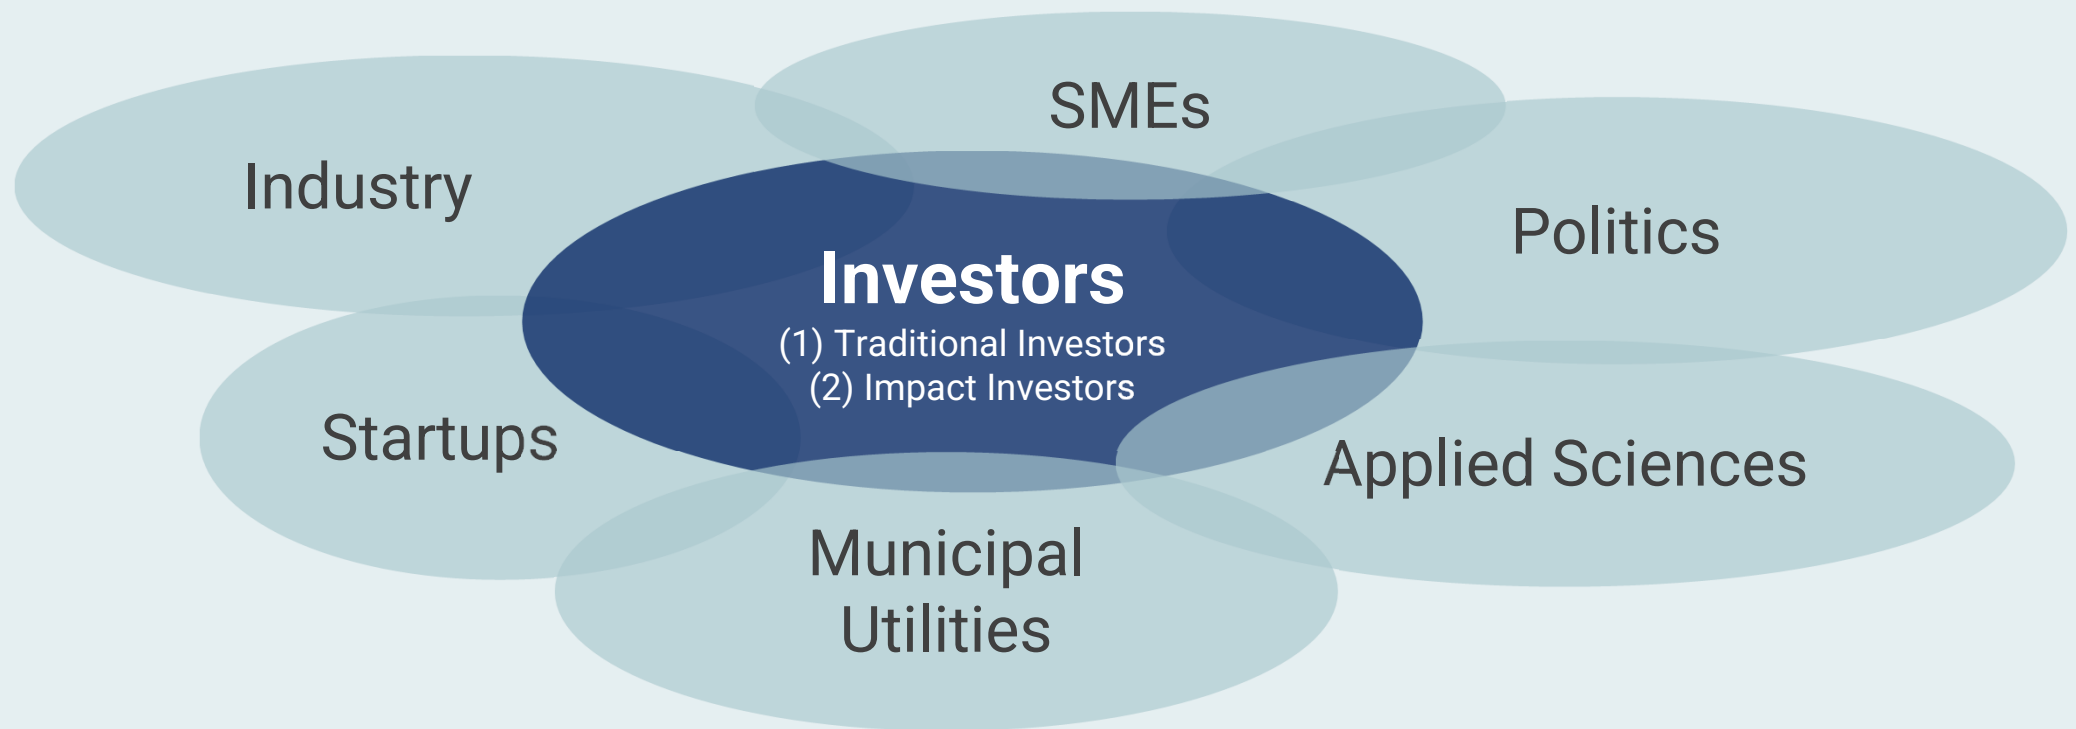 SMEs
Industry
Politics
Investors
(1) Traditional Investors
(2) Impact Investors
Startups
Applied Sciences
Municipal
Utilities